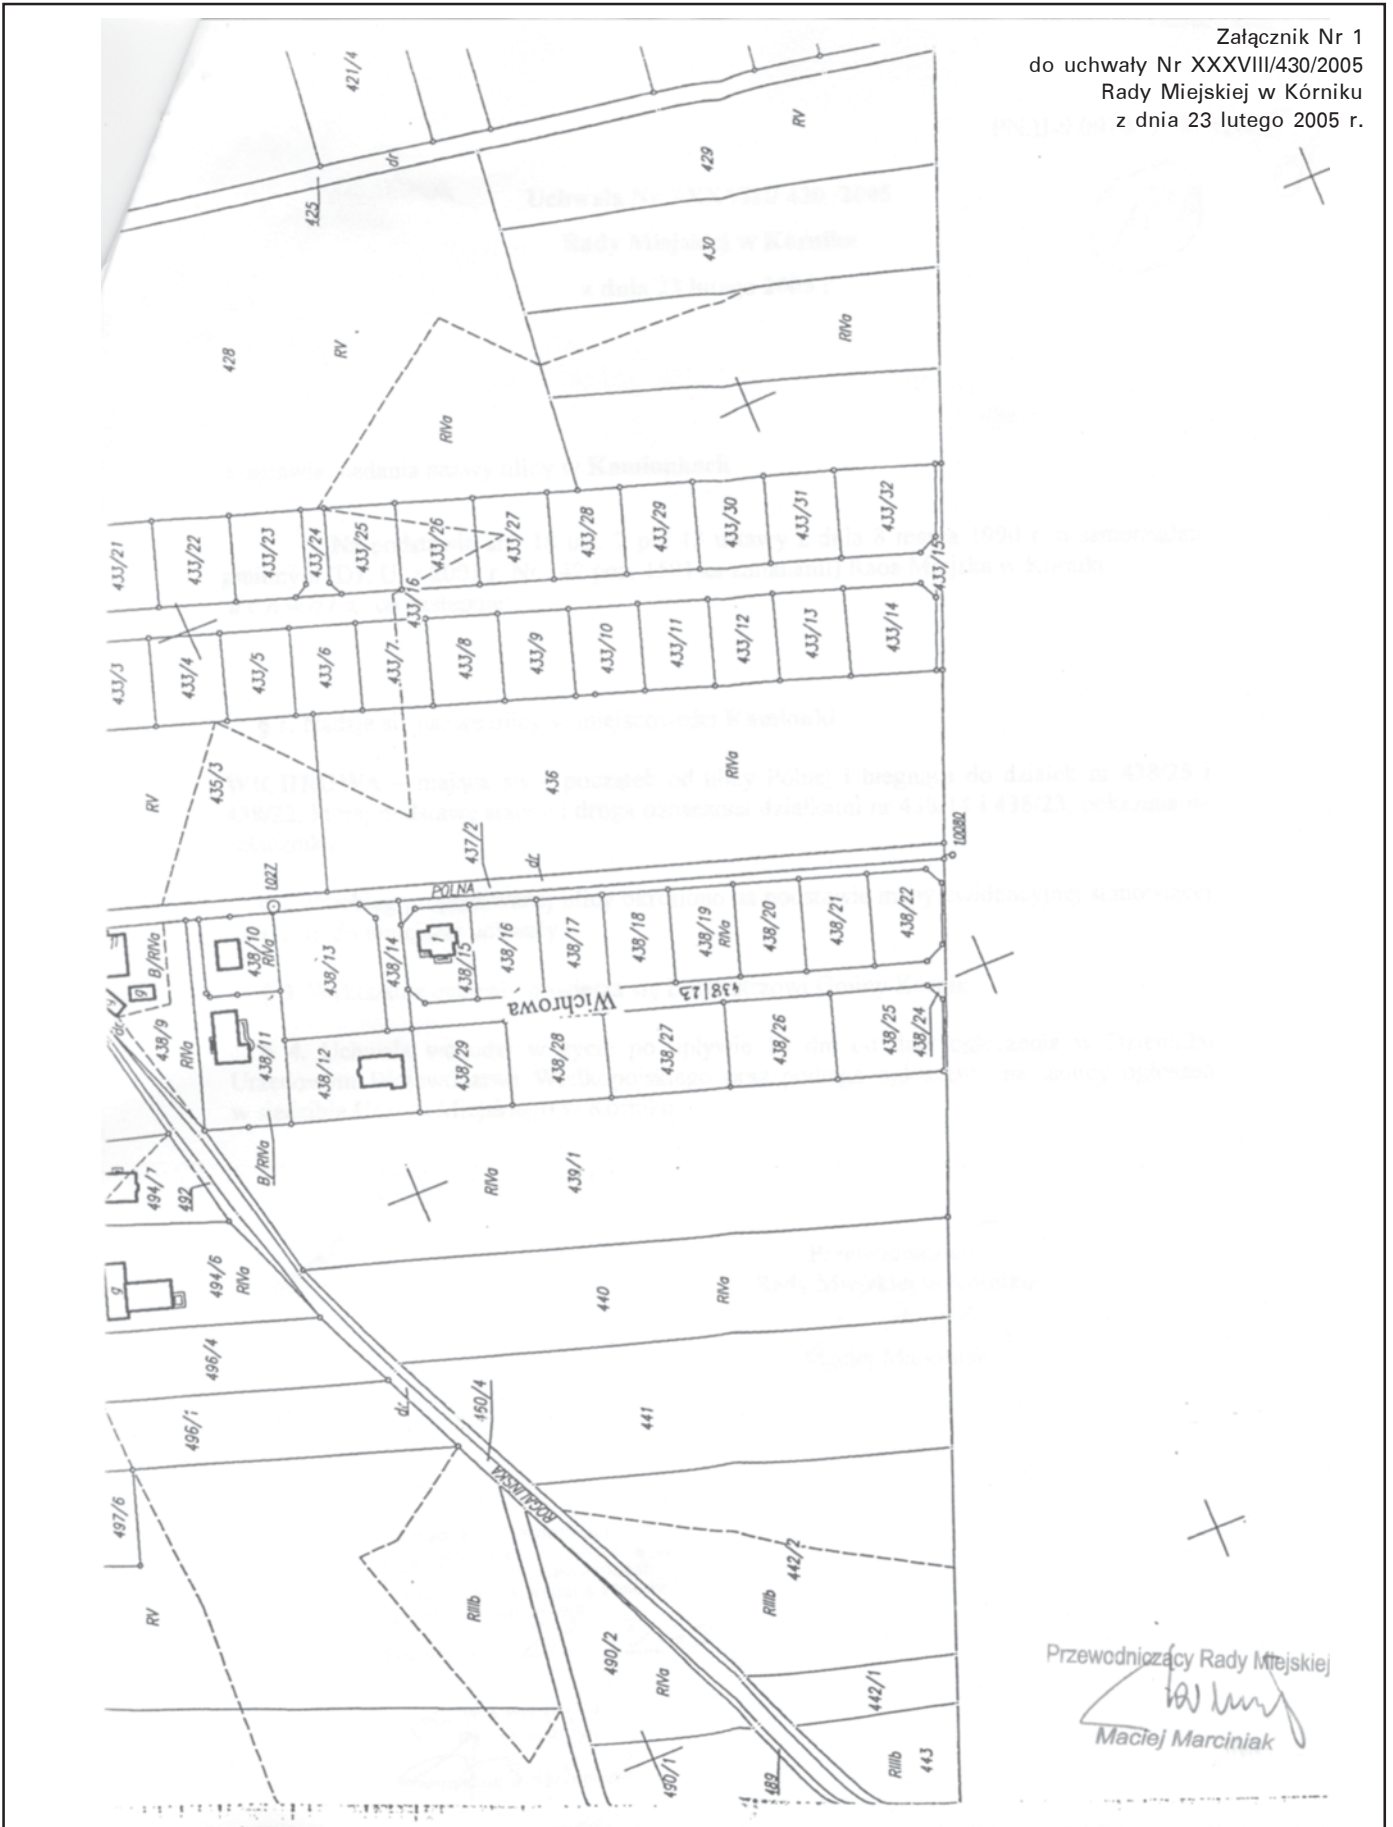 Załącznik Nr 1
do uchwały Nr XXXVIII/430/2005
Rady Miejskiej w Kórniku
z dnia 23 lutego 2005 r.
421/4
dr
425
RV
429
430
428
RV
RIVa
RIVa
433/21
433/22
433/23
433/24
433/25
433/26
433/27
433/28
433/29
433/30
433/31
433/32
433/15
433/16
433/3
433/4
433/5
433/6
433/7
433/8
433/9
433/10
433/11
433/12
433/13
433/14
RV
435/3
436
RIVa
437/2
dr
10080
1027
POLNA
B/RIVa
g
438/9
RIVa
438/10
RIVa
438/11
438/12
438/13
438/14
1
438/15
438/16
438/17
438/18
438/19
RIVa
438/20
438/21
438/22
Wichrowa
438/23
438/24
438/25
438/26
438/27
438/28
438/29
dr
B/RIVa
494/7
492
RIVa
439/1
g
494/6
RIVa
440
RIVa
496/4
496/1
dr
450/4
441
ROGALIŃSKA
497/6
RV
RIIIb
442/2
RIIIb
490/2
RIVa
442/1
490/1
489
RIIIb
443
Przewodniczący Rady Miejskiej
Maciej Marciniak